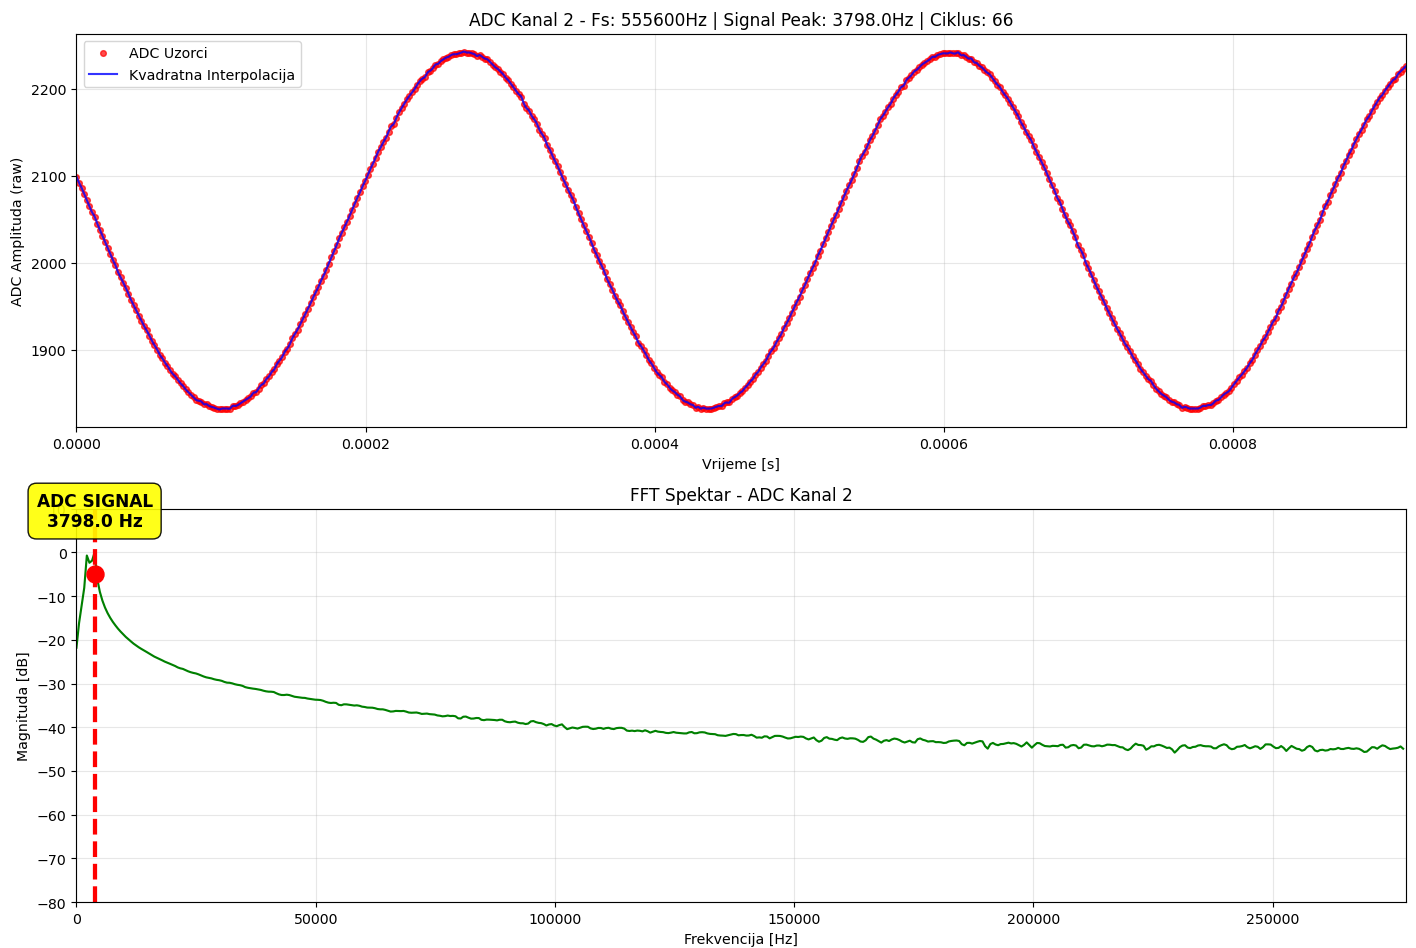 ADC Kanal 2 - Fs: 555600Hz | Signal Peak: 3798.0Hz | Ciklus: 66
ADC Uzorci
Kvadratna Interpolacija
2200
2100
2000
1900
ADC Amplituda (raw)
0.0000
0.0002
0.0004
0.0006
0.0008
Vrijeme [s]
FFT Spektar - ADC Kanal 2
ADC SIGNAL
3798.0 Hz
0
−10
−20
−30
−40
−50
−60
−70
−80
Magnituda [dB]
0
50000
100000
150000
200000
250000
Frekvencija [Hz]